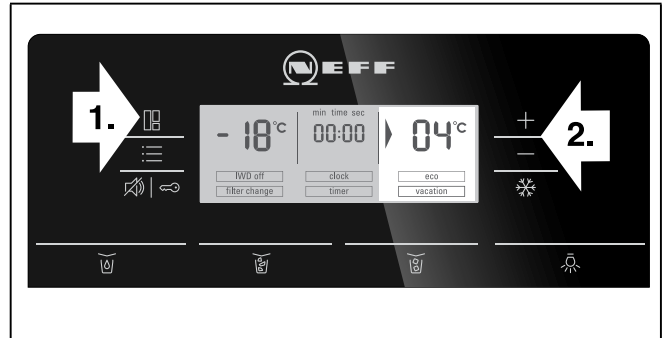 NEFF
1.
min time sec
- 18°C
00:00
04°C
2.
IWD off
clock
eco
filter change
timer
vacation